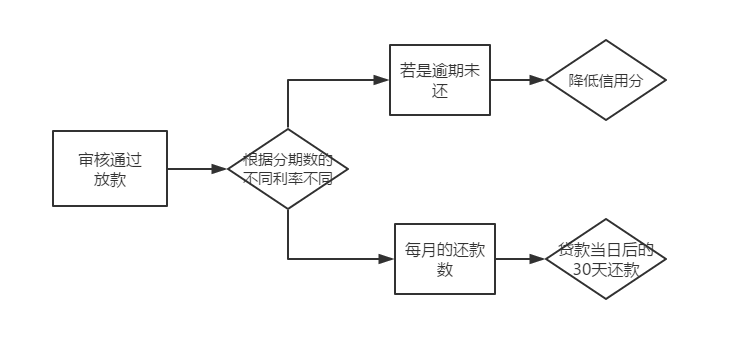 审核通过
放款
根据分期数的
不同利率不同
若是逾期未
还
降低信用分
每月的还款
数
贷款当日后的
30天还款